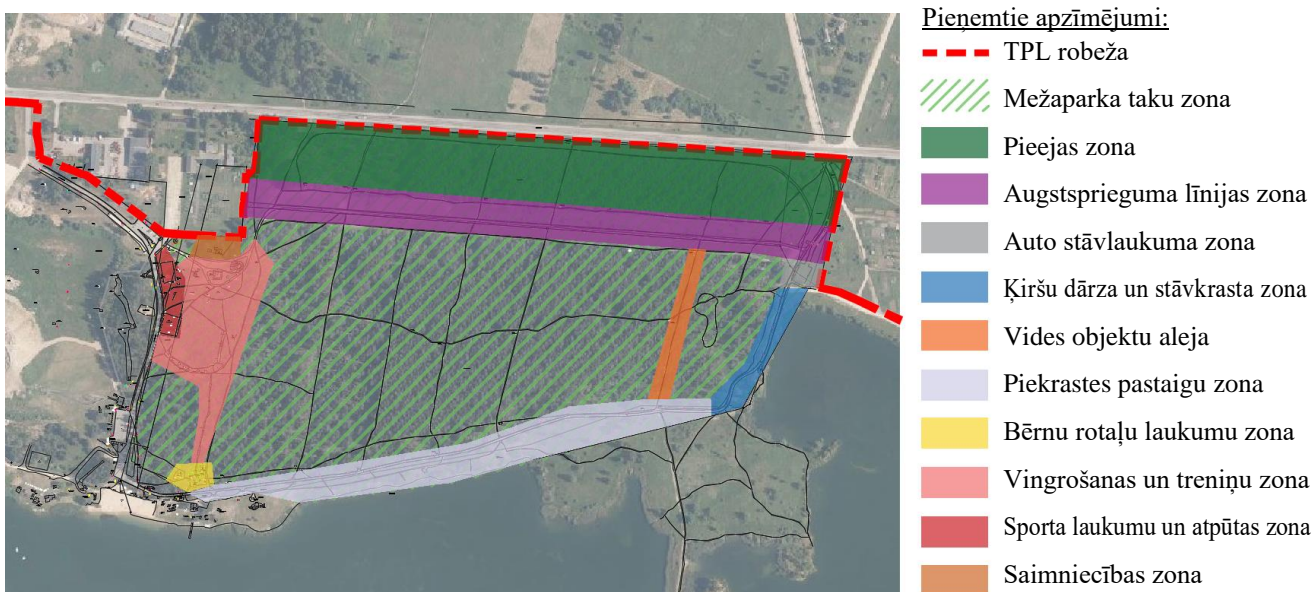 Pieņemtie apzīmējumi:
TPL robeža
Mežaparka taku zona
Pieejas zona
Augstsprieguma līnijas zona
Auto stāvlaukuma zona
Ķiršu dārza un stāvkrasta zona
Vides objektu aleja
Piekrastes pastaigu zona
Bērnu rotaļu laukumu zona
Vingrošanas un treniņu zona
Sporta laukumu un atpūtas zona
Saimniecības zona